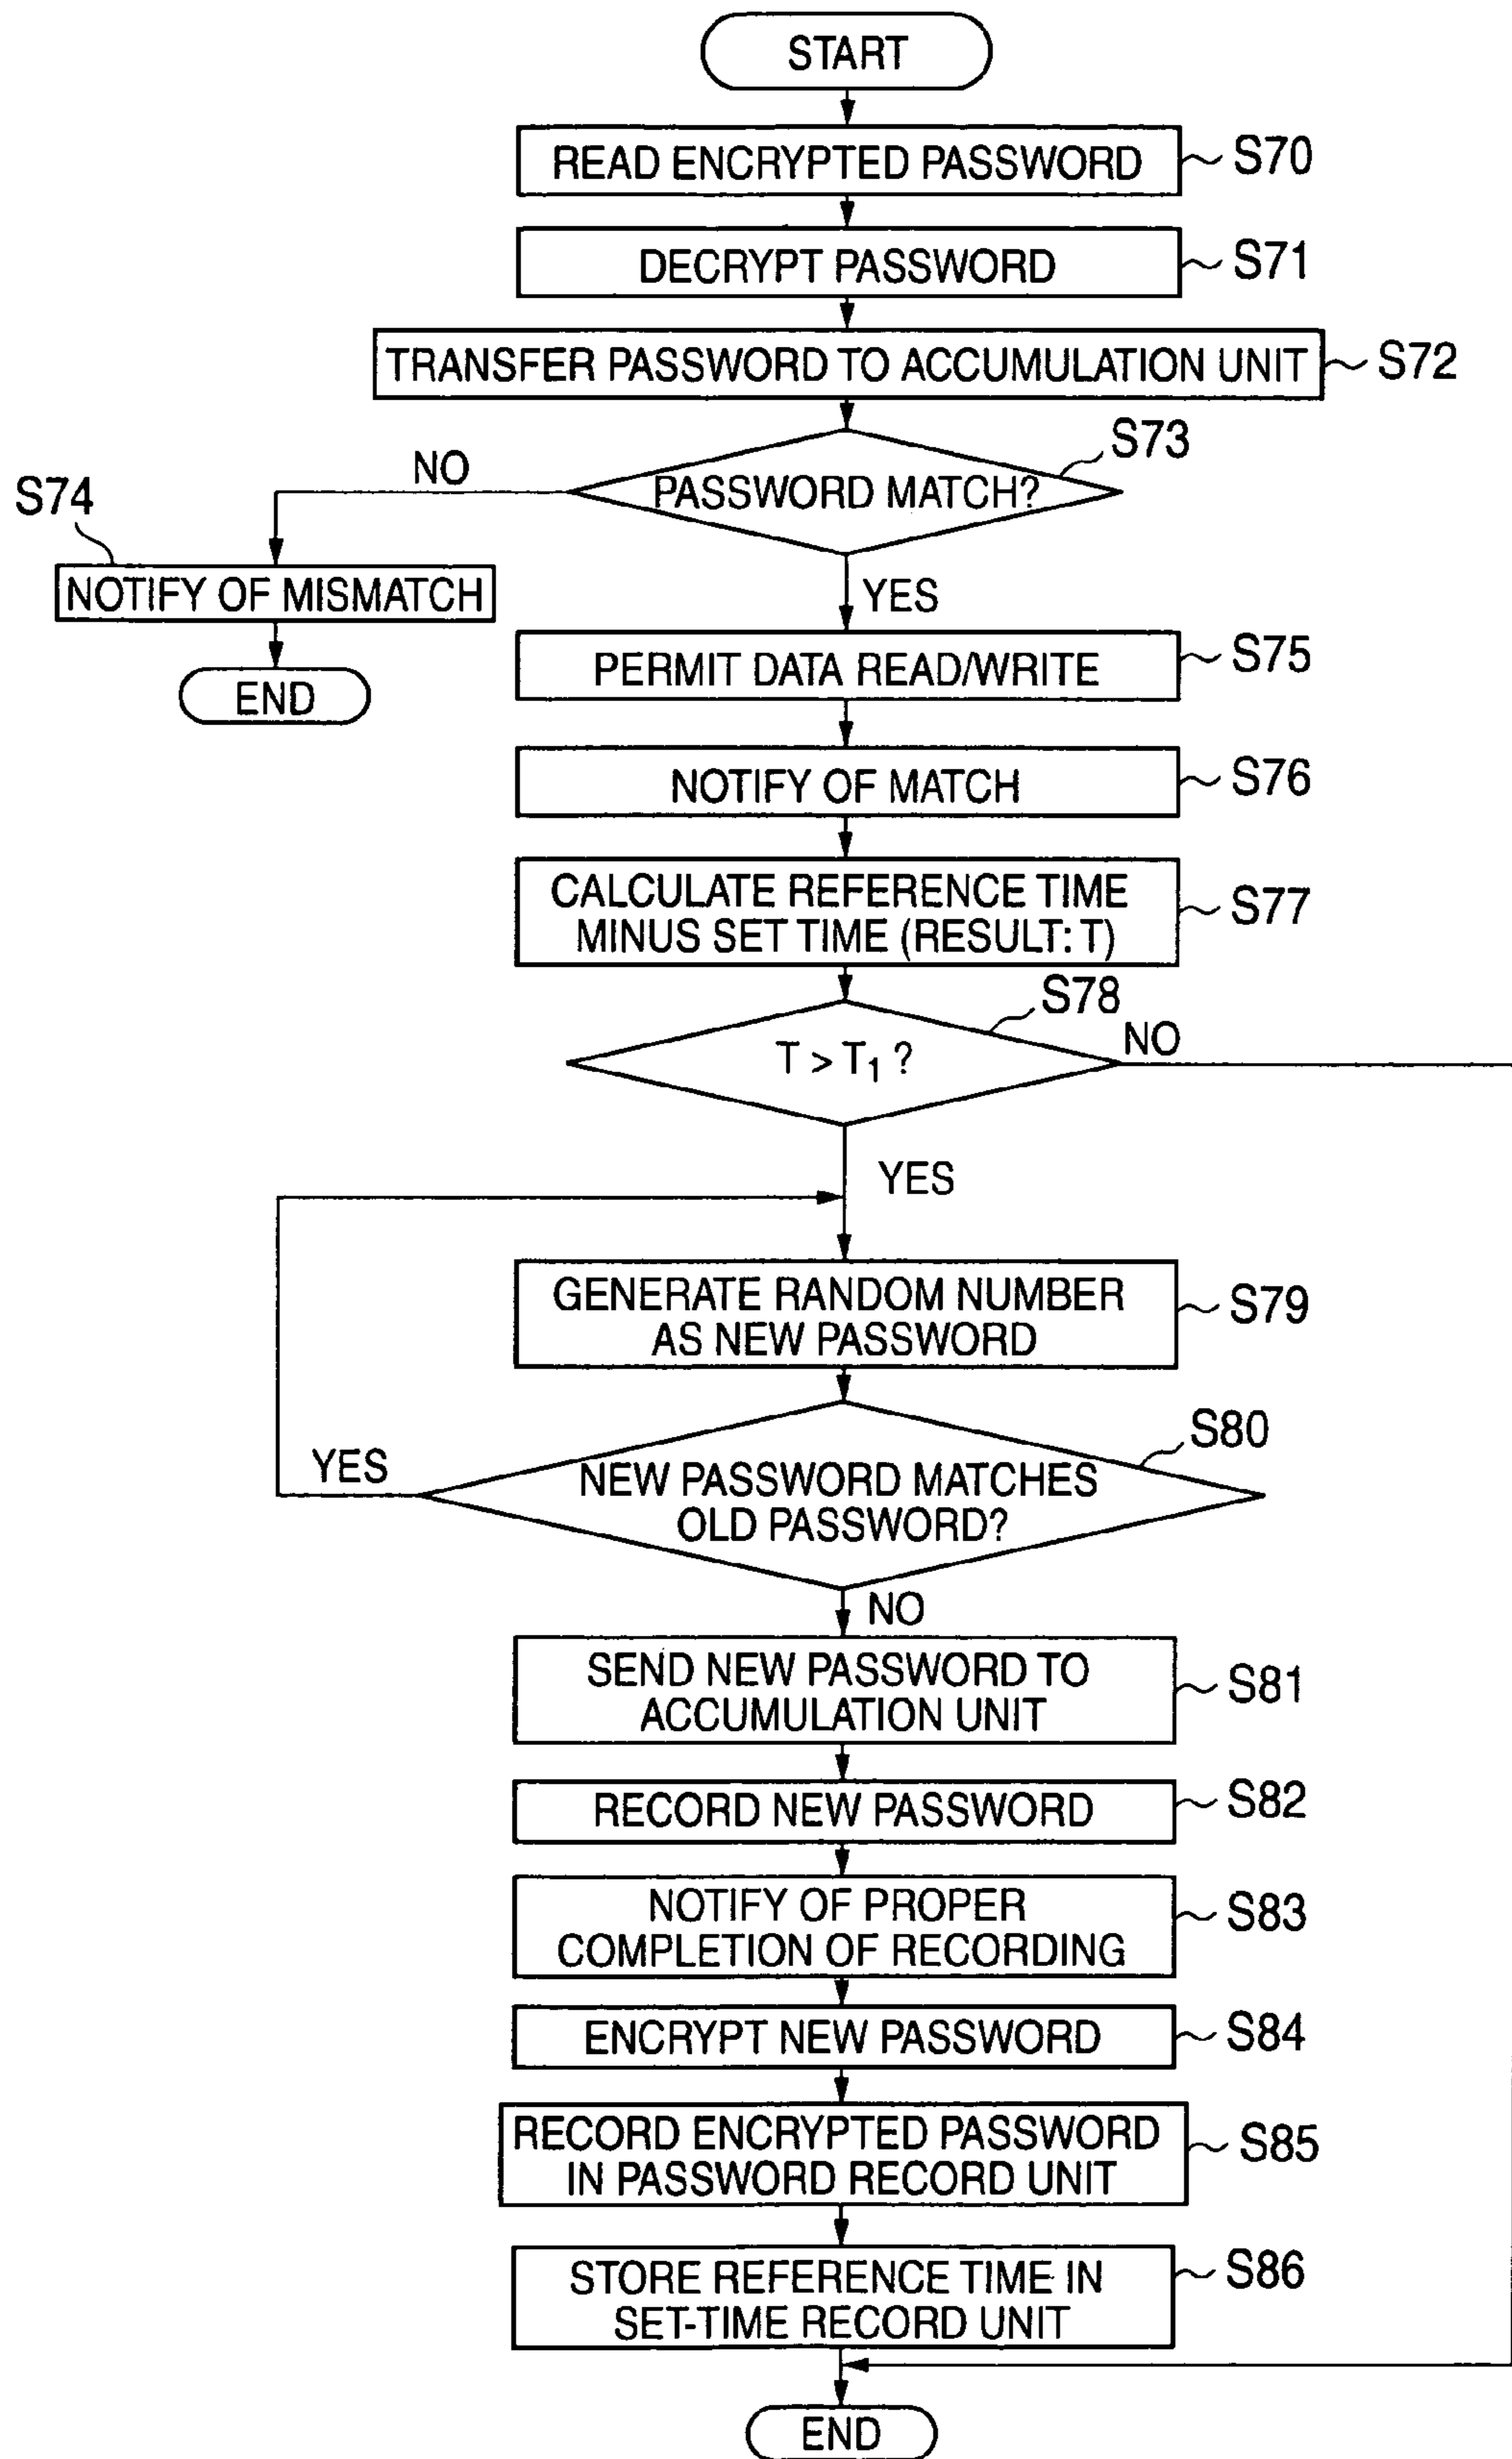 START
READ ENCRYPTED PASSWORD
S70
DECRYPT PASSWORD
S71
TRANSFER PASSWORD TO ACCUMULATION UNIT
S72
S73
PASSWORD MATCH?
NO
S74
NOTIFY OF MISMATCH
END
YES
PERMIT DATA READ/WRITE
S75
NOTIFY OF MATCH
S76
CALCULATE REFERENCE TIME
MINUS SET TIME (RESULT: T)
S77
S78
T > T₁ ?
NO
YES
GENERATE RANDOM NUMBER
AS NEW PASSWORD
S79
S80
NEW PASSWORD MATCHES
OLD PASSWORD?
YES
NO
SEND NEW PASSWORD TO
ACCUMULATION UNIT
S81
RECORD NEW PASSWORD
S82
NOTIFY OF PROPER
COMPLETION OF RECORDING
S83
ENCRYPT NEW PASSWORD
S84
RECORD ENCRYPTED PASSWORD
IN PASSWORD RECORD UNIT
S85
STORE REFERENCE TIME IN
SET-TIME RECORD UNIT
S86
END